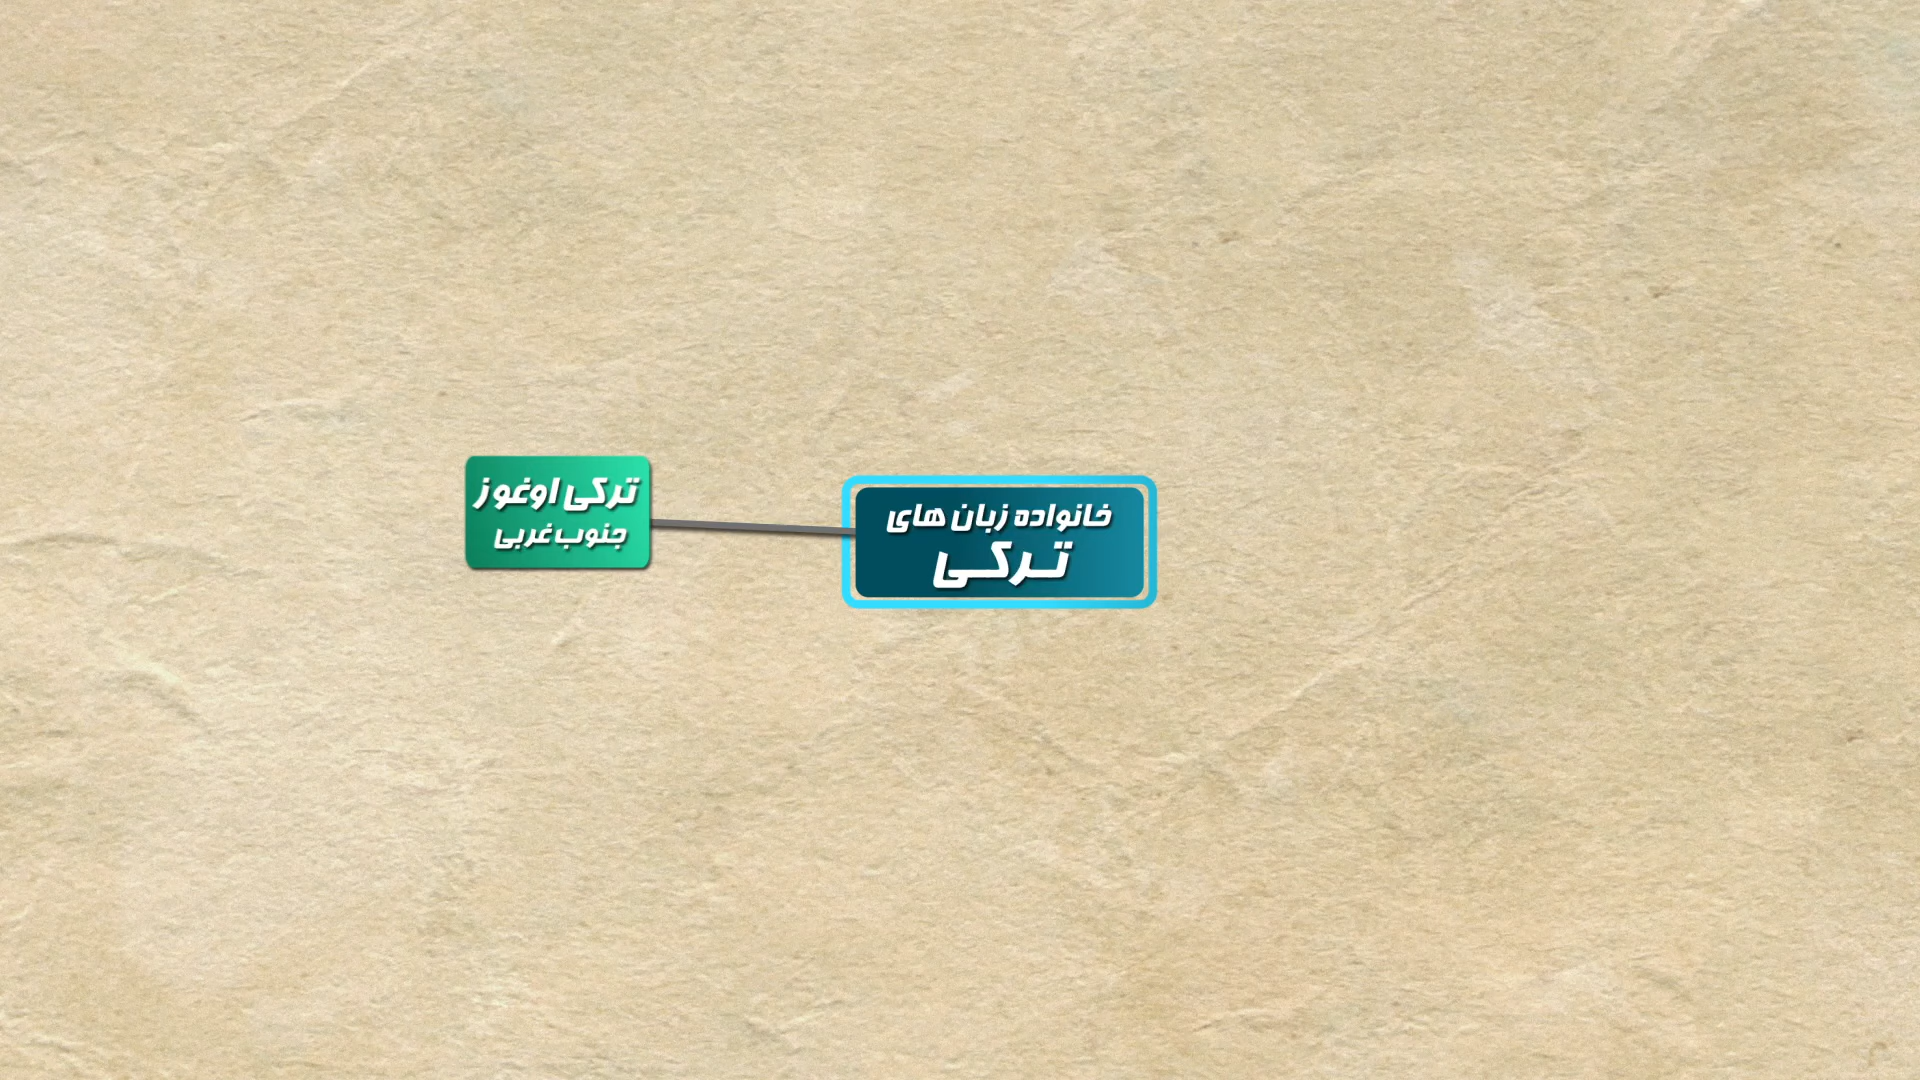 خانواده زبان های
ترکی
ترکی اوغوز
جنوب غربی